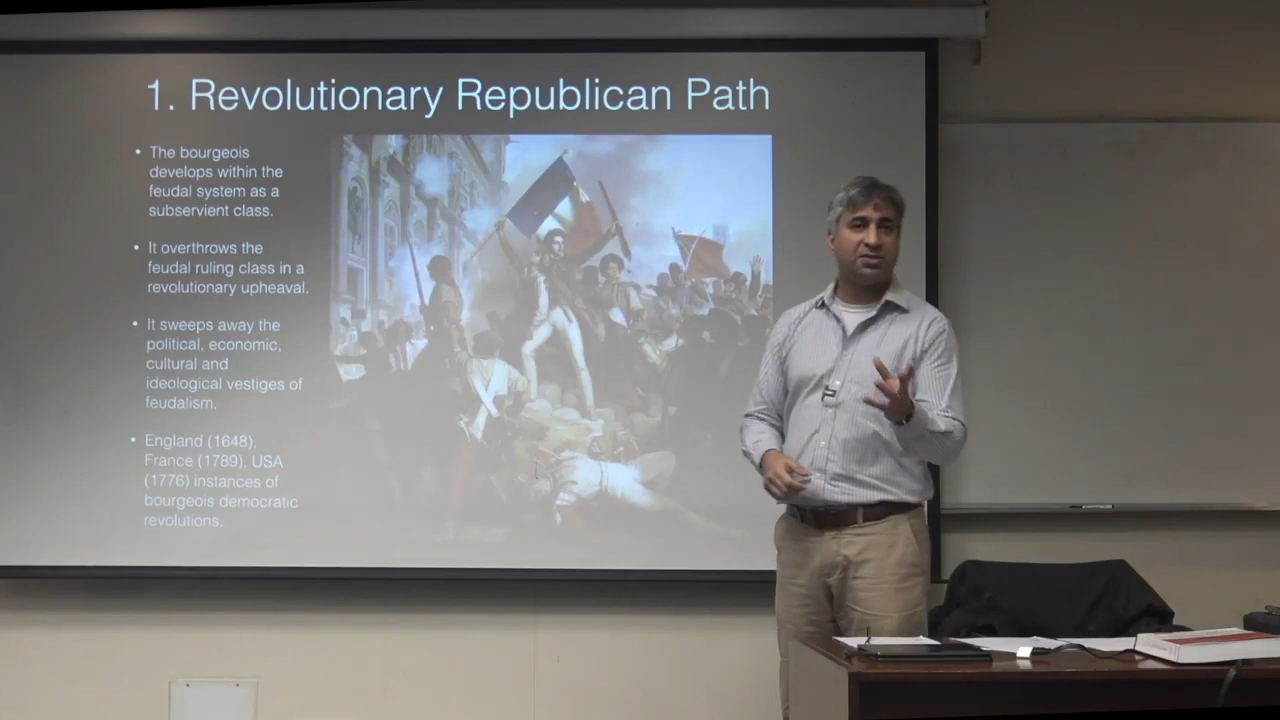 1. Revolutionary Republican Path
• The bourgeois
develops within the
feudal system as a
subservient class.
• It overthrows the
feudal ruling class in a
revolutionary upheaval.
• It sweeps away the
political, economic,
cultural and
ideological vestiges of
feudalism.
• England (1648),
France (1789), USA
(1776) instances of
bourgeois democratic
revolutions.